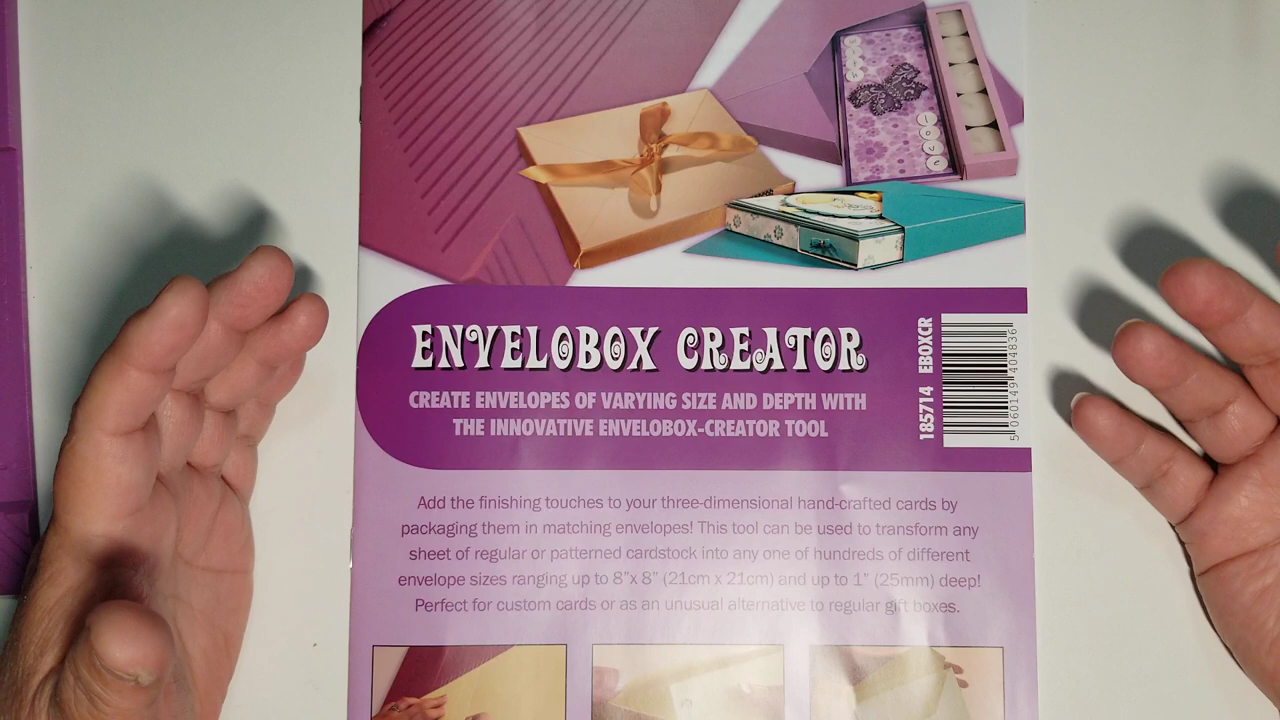 ENVELOBOX CREATOR
CREATE ENVELOPES OF VARYING SIZE AND DEPTH WITH
THE INNOVATIVE ENVELOBOX-CREATOR TOOL
185714 EBOXCR
5 060149 404836
Add the finishing touches to your three-dimensional hand-crafted cards by
packaging them in matching envelopes! This tool can be used to transform any
sheet of regular or patterned cardstock into any one of hundreds of different
envelope sizes ranging up to 8"x 8" (21cm x 21cm) and up to 1" (25mm) deep!
Perfect for custom cards or as an unusual alternative to regular gift boxes.